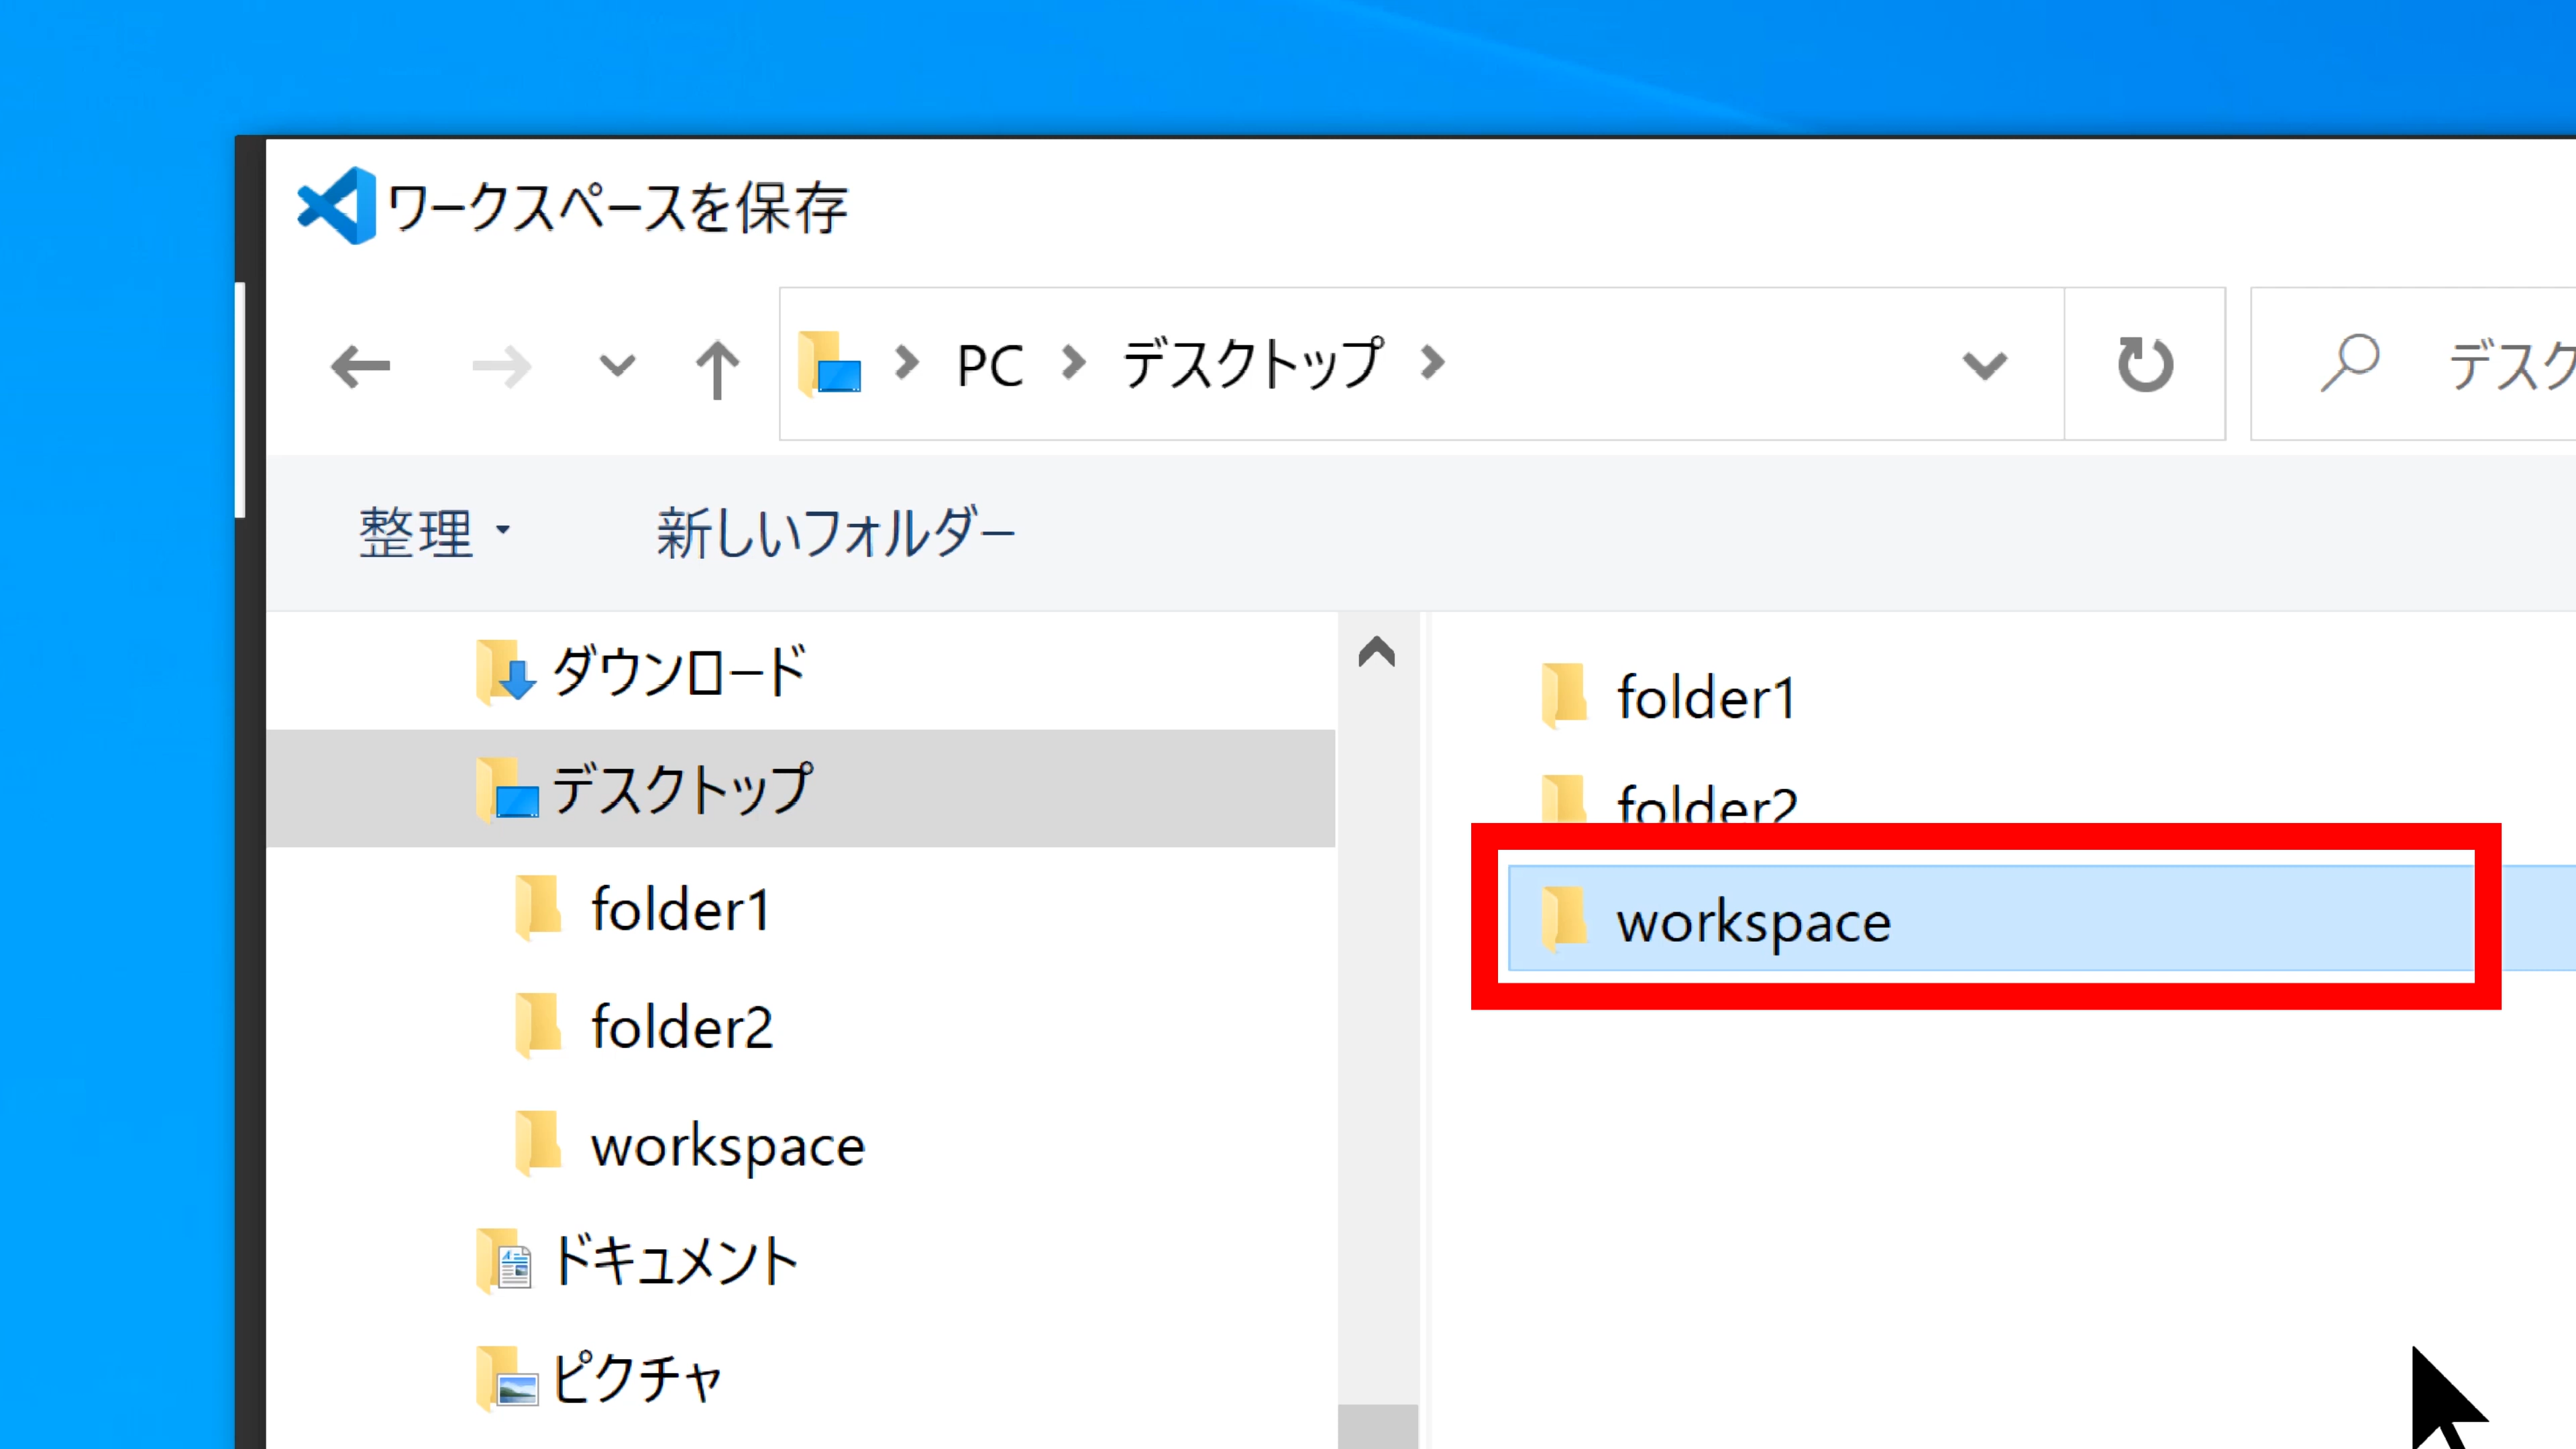 ワークスペースを保存
PC デスクトップ
デスク
整理 新しいフォルダー
ダウンロード
デスクトップ
folder1
folder2
workspace
ドキュメント
ピクチャ
folder1
folder2
workspace